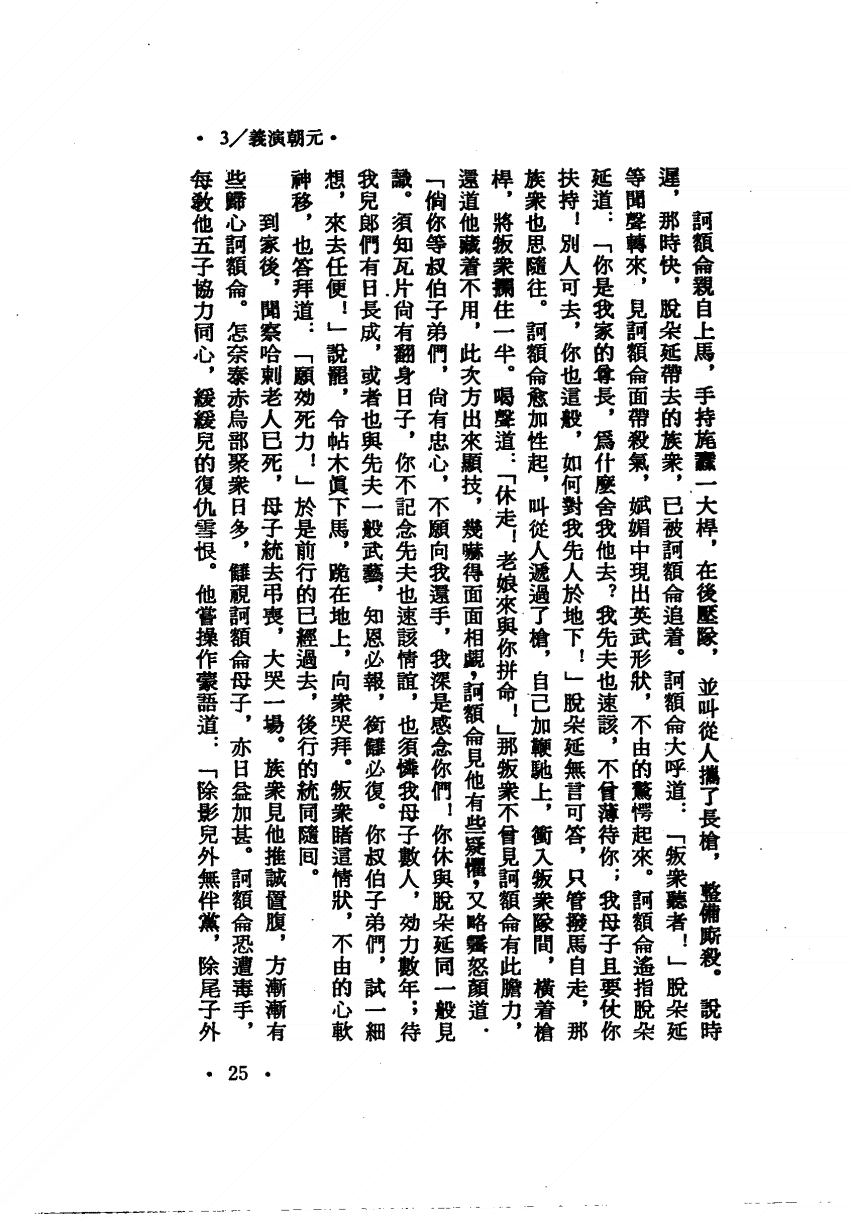 3/義演朝元
訶額侖親自上馬，手持旄纛一大桿，在後壓隊，並叫從人攜了長槍，整備厮殺。說時
遲，那時快，脫朵延帶去的族衆，已被訶額侖追着。訶額侖大呼道：「叛衆聽者！」脫朵延
等聞聲轉來，見訶額侖面帶殺氣，嫵媚中現出英武形狀，不由的驚愕起來。訶額侖遙指脫朵
延道：「你是我家的尊長，爲什麼舍我他去？我先夫也速該，不曾薄待你；我母子且要仗你
扶持！別人可去，你也這般，如何對我先人於地下！」脫朵延無言可答，只管撥馬自走，那
族衆也思隨往。訶額侖愈加性起，叫從人遞過了槍，自己加鞭馳上，衝入叛衆隊間，橫着槍
桿，將叛衆攔住一半。喝聲道：「休走！老娘來與你拼命！」那叛衆不曾見訶額侖有此膽力，
還道他藏着不用，此次方出來顯技，幾嚇得面面相覷，訶額侖見他有些疑懼，又略霽怒顏道．
「倘你等叔伯子弟們，尙有忠心，不願向我還手，我深是感念你們！你休與脫朵延同一般見
識。須知瓦片尙有翻身日子，你不記念先夫也速該情誼，也須憐我母子數人，効力數年；待
我兒郞們有日長成，或者也與先夫一般武藝，知恩必報，銜讎必復。你叔伯子弟們，試一細
想，來去任便！」說罷，令帖木眞下馬，跪在地上，向衆哭拜。叛衆睹這情狀，不由的心軟
神移，也答拜道：「願効死力！」於是前行的已經過去，後行的統同隨囘。
到家後，聞察哈剌老人已死，母子統去弔喪，大哭一場。族衆見他推誠置腹，方漸漸有
些歸心訶額侖。怎奈泰赤烏部聚衆日多，讎視訶額侖母子，亦日益加甚。訶額侖恐遭毒手，
每敎他五子協力同心，緩緩兒的復仇雪恨。他嘗操作蒙語道：「除影兒外無伴黨，除尾子外
25